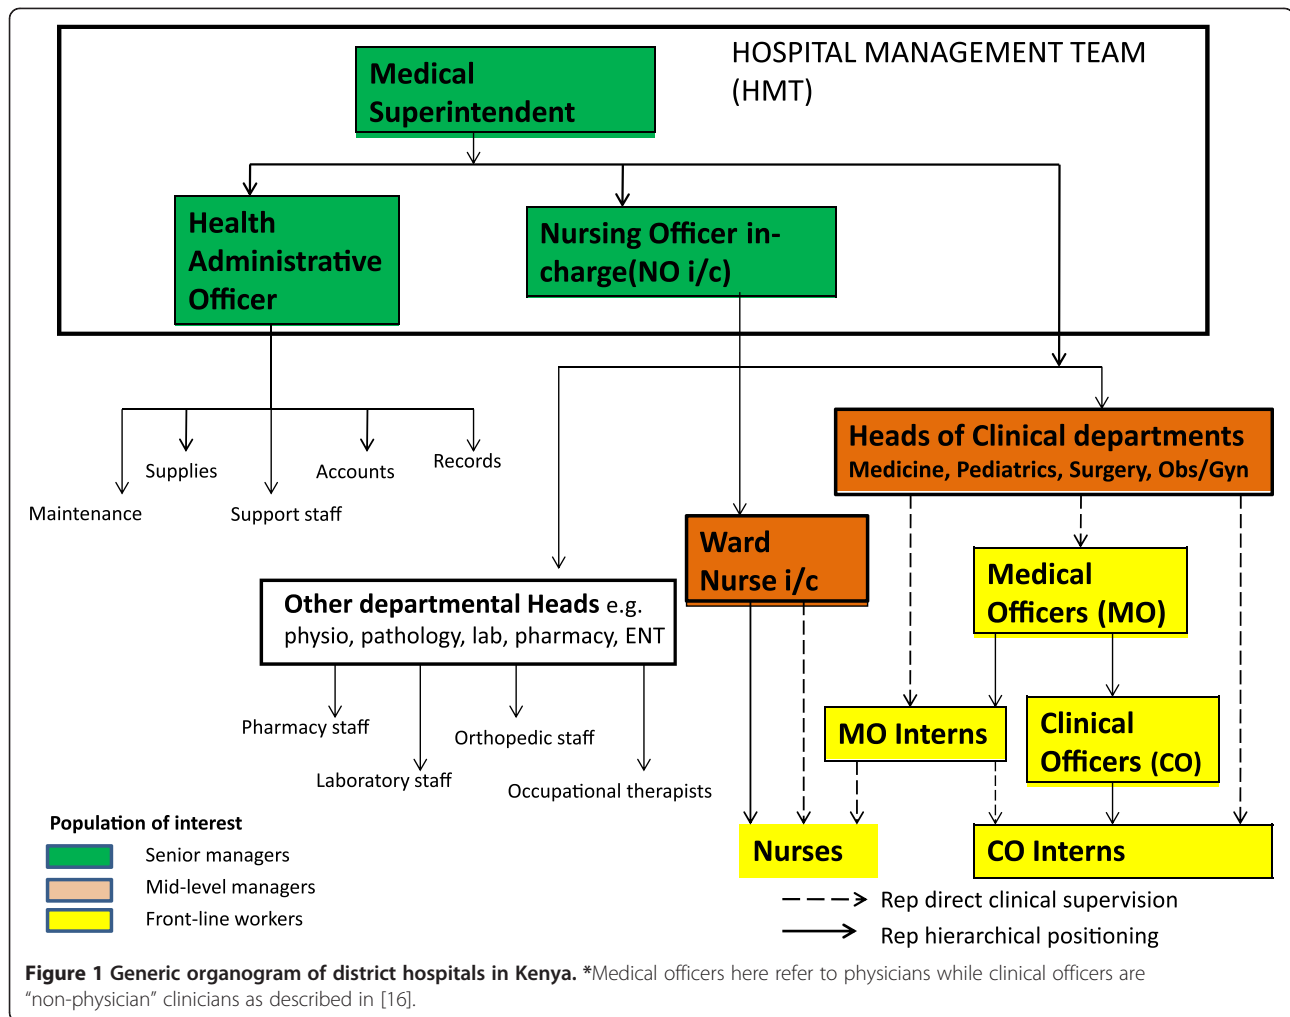 HOSPITAL MANAGEMENT TEAM
(HMT)
Medical
Superintendent
Health
Administrative
Officer
Nursing Officer in-
charge(NO i/c)
Maintenance
Supplies
Support staff
Accounts
Records
Heads of Clinical departments
Medicine, Pediatrics, Surgery, Obs/Gyn
Ward
Nurse i/c
Medical
Officers (MO)
Other departmental Heads e.g.
physio, pathology, lab, pharmacy, ENT
Pharmacy staff
Laboratory staff
Orthopedic staff
Occupational therapists
MO Interns
Clinical
Officers (CO)
Nurses
CO Interns
Population of interest
Senior managers
Mid-level managers
Front-line workers
Rep direct clinical supervision
Rep hierarchical positioning
Figure 1 Generic organogram of district hospitals in Kenya. *Medical officers here refer to physicians while clinical officers are
“non-physician” clinicians as described in [16].